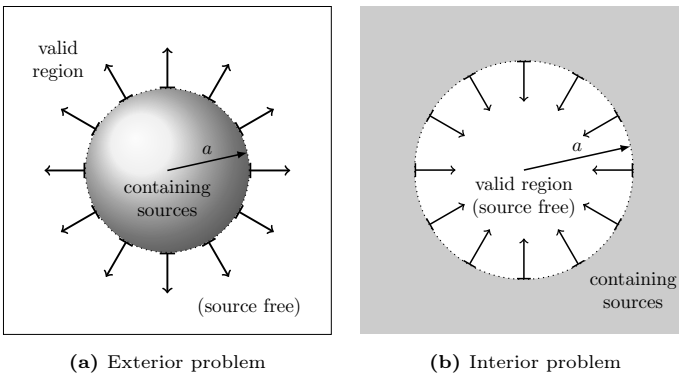 valid
region
a
containing
sources
(source free)
(a) Exterior problem
a
valid region
(source free)
containing
sources
(b) Interior problem